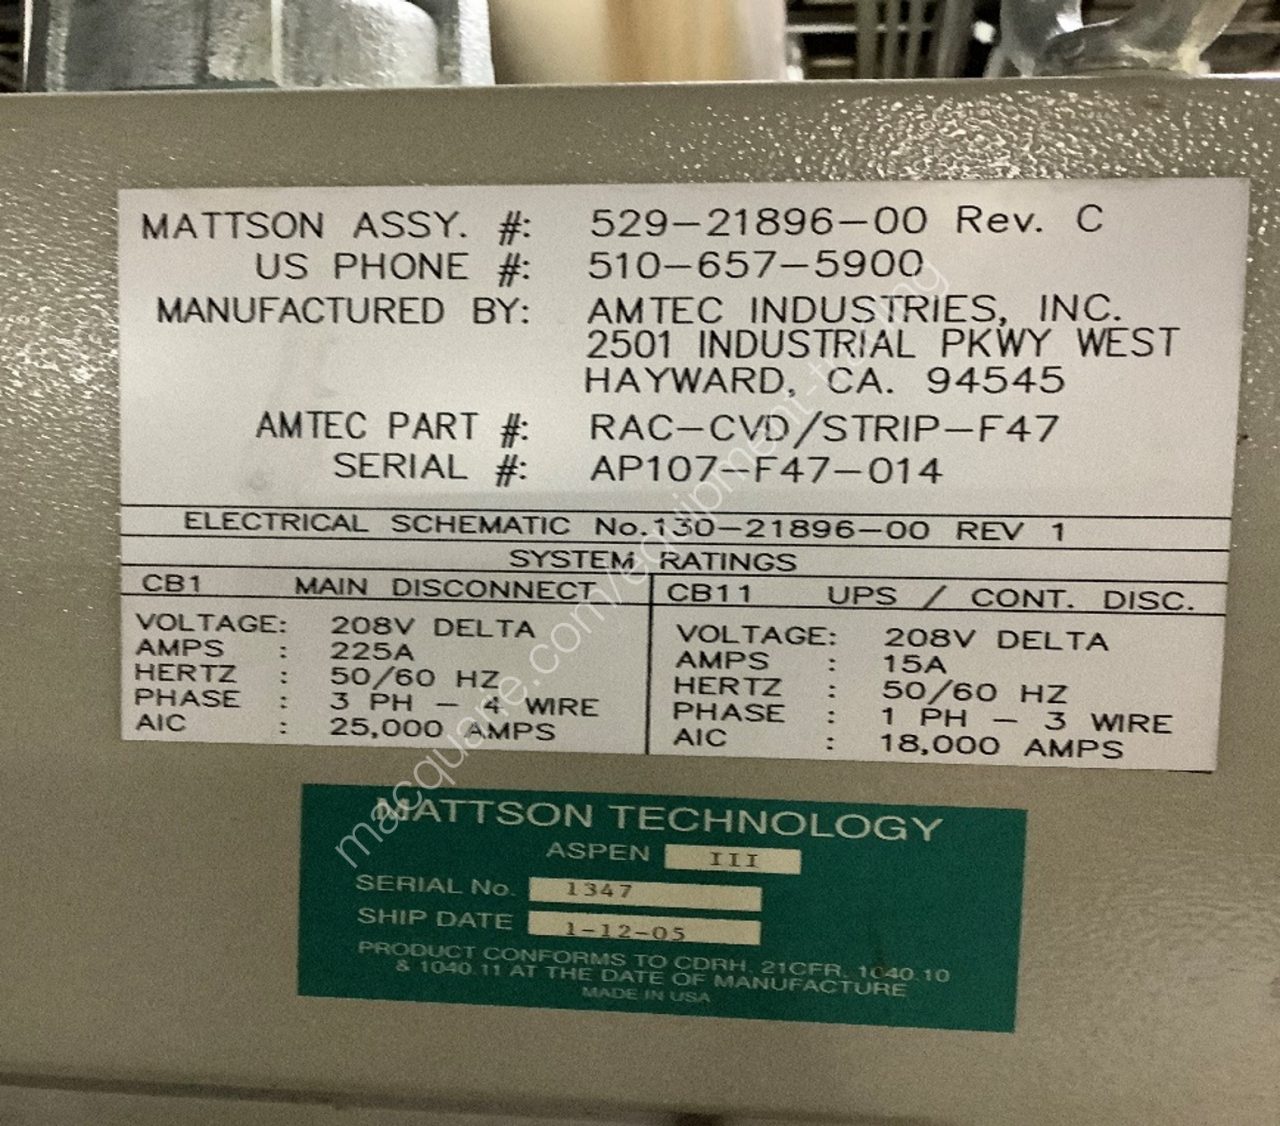 MATTSON ASSY. #: 529-21896-00 Rev. C
US PHONE #: 510-657-5900
MANUFACTURED BY: AMTEC INDUSTRIES, INC.
2501 INDUSTRIAL PKWY WEST
HAYWARD, CA. 94545
AMTEC PART #: RAC-CVD/STRIP-F47
SERIAL #: AP107-F47-014
ELECTRICAL SCHEMATIC No.130-21896-00 REV 1
SYSTEM RATINGS
CB1 MAIN DISCONNECT
VOLTAGE: 208V DELTA
AMPS : 225A
HERTZ : 50/60 HZ
PHASE : 3 PH - 4 WIRE
AIC : 25,000 AMPS
CB11 UPS / CONT. DISC.
VOLTAGE: 208V DELTA
AMPS : 15A
HERTZ : 50/60 HZ
PHASE : 1 PH - 3 WIRE
AIC : 18,000 AMPS
MATTSON TECHNOLOGY
ASPEN III
SERIAL No. 1347
SHIP DATE 1-12-05
PRODUCT CONFORMS TO CDRH, 21CFR, 1040.10
& 1040.11 AT THE DATE OF MANUFACTURE
MADE IN USA